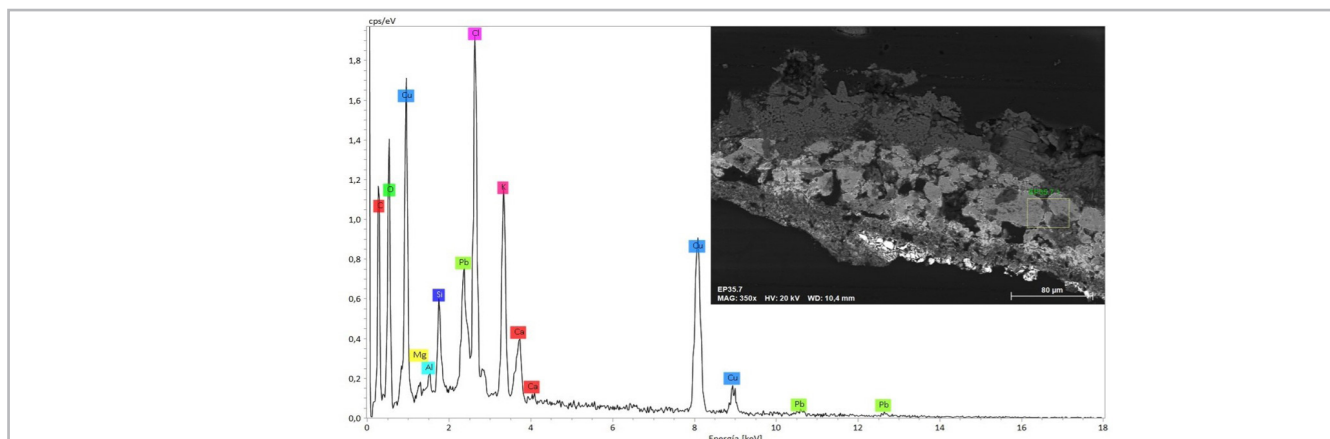 cps/eV
1,8
1,6
1,4
1,2
1,0
0,8
0,6
0,4
0,2
0,0
C
O
Cu
Mg
Al
Si
Pb
Cl
K
Ca
Ca
Cu
Cu
Pb
Pb
0 2 4 6 8 10 12 14 16 18
Energía [keV]
EP35.7
MAG: 350x HV: 20 kV WD: 10,4 mm
80 µm